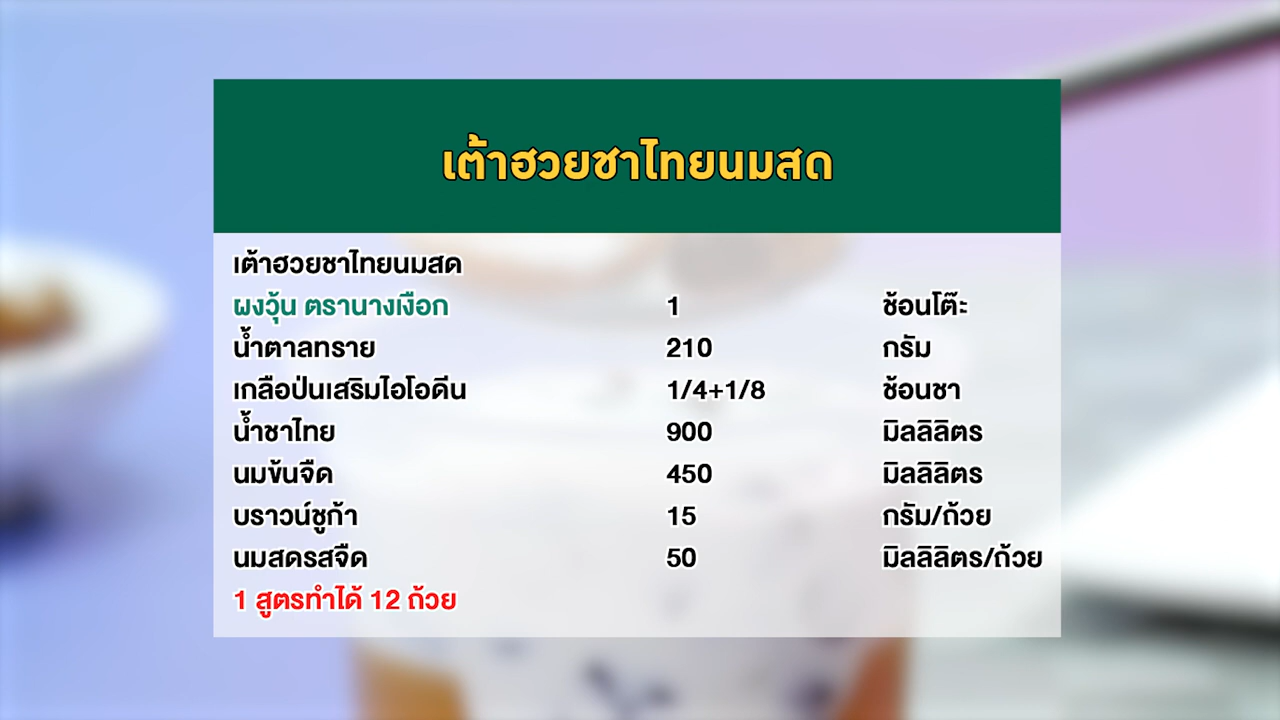 เต้าฮวยชาไทยนมสด
เต้าฮวยชาไทยนมสด
ผงวุ้น ตรานางเงือก 1 ช้อนโต๊ะ
น้ำตาลทราย 210 กรัม
เกลือป่นเสริมไอโอดีน 1/4+1/8 ช้อนชา
น้ำชาไทย 900 มิลลิลิตร
นมข้นจืด 450 มิลลิลิตร
บราวน์ชูก้า 15 กรัม/ถ้วย
นมสดรสจืด 50 มิลลิลิตร/ถ้วย
1 สูตรทำได้ 12 ถ้วย